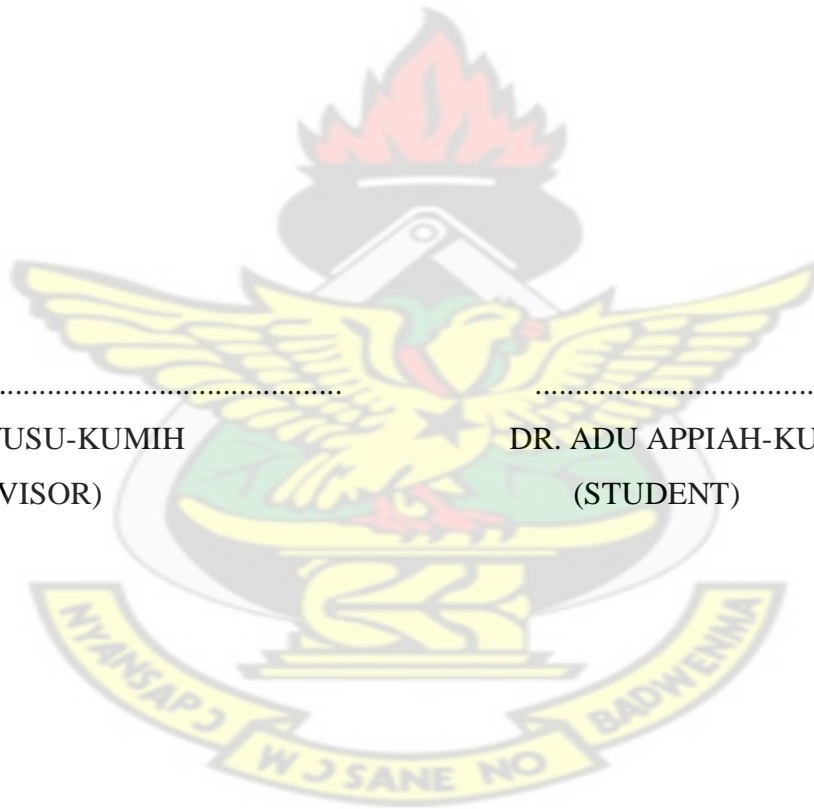 .......................................... ..................................
USU-KUMIH DR. ADU APPIAH-KU
VISOR) (STUDENT)
NYANSAPƆ WƆSANE NO BADWENMA